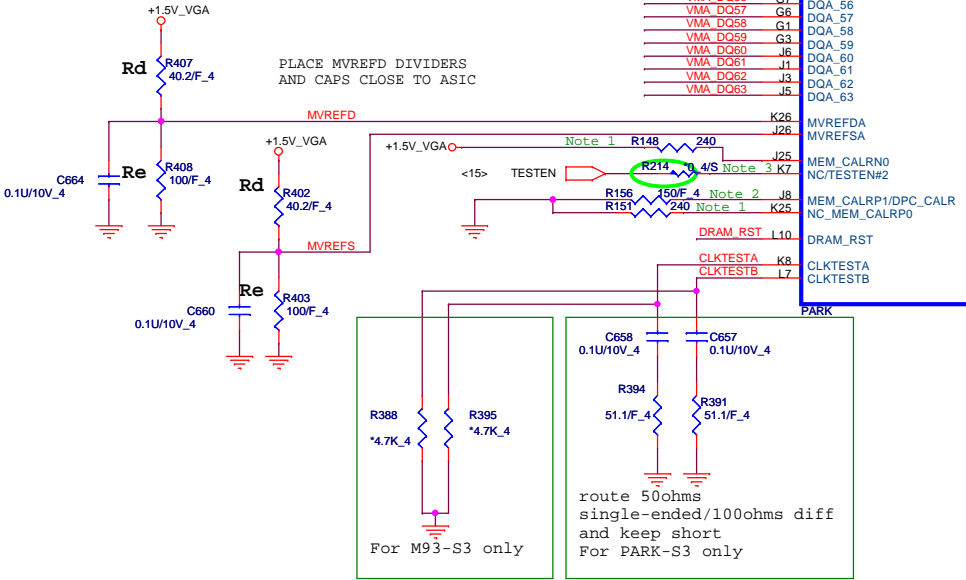 +1.5V_VGA
Rd
R407
40.2/F_4
PLACE MVREFD DIVIDERS
AND CAPS CLOSE TO ASIC
VMA_DQ57 G6 DQA_56
VMA_DQ58 G1 DQA_57
VMA_DQ59 G3 DQA_58
VMA_DQ60 J6 DQA_59
VMA_DQ61 J1 DQA_60
VMA_DQ62 J3 DQA_61
VMA_DQ63 J5 DQA_62
DQA_63
MVREFD K26 MVREFDA
J26 MVREFSA
+1.5V_VGA Note 1 R148 240 J25 MEM_CALRN0
<15> TESTEN R214 *0_4/S Note 3 K7 NC/TESTEN#2
R156 150/F_4 Note 2 J8 MEM_CALRP1/DPC_CALR
R151 240 Note 1 K25 NC_MEM_CALRP0
DRAM_RST L10 DRAM_RST
CLKTESTA K8 CLKTESTA
CLKTESTB L7 CLKTESTB
PARK
C664
0.1U/10V_4
Re
R408
100/F_4
+1.5V_VGA
Rd
R402
40.2/F_4
MVREFS
Re
C660
0.1U/10V_4
R403
100/F_4
R388
*4.7K_4
R395
*4.7K_4
For M93-S3 only
C658
0.1U/10V_4
C657
0.1U/10V_4
R394
51.1/F_4
R391
51.1/F_4
route 50ohms
single-ended/100ohms diff
and keep short
For PARK-S3 only